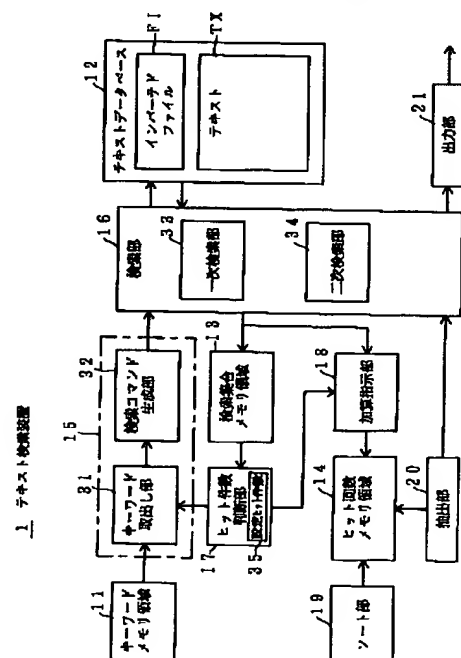 1 テキスト検索装置
15
11
キーワード
メモリ領域
31
キーワード
取出し部
32
検索コマンド
生成部
16
検索部
33
一次検索部
34
二次検索部
12
テキストデータベース
FI
インバーテド
ファイル
TX
テキスト
17
ヒット件数
判断部
設定ヒット件数
35
13
検索集合
メモリ領域
18
加算指示部
14
ヒット回数
メモリ領域
19
ソート部
20
抽出部
21
出力部